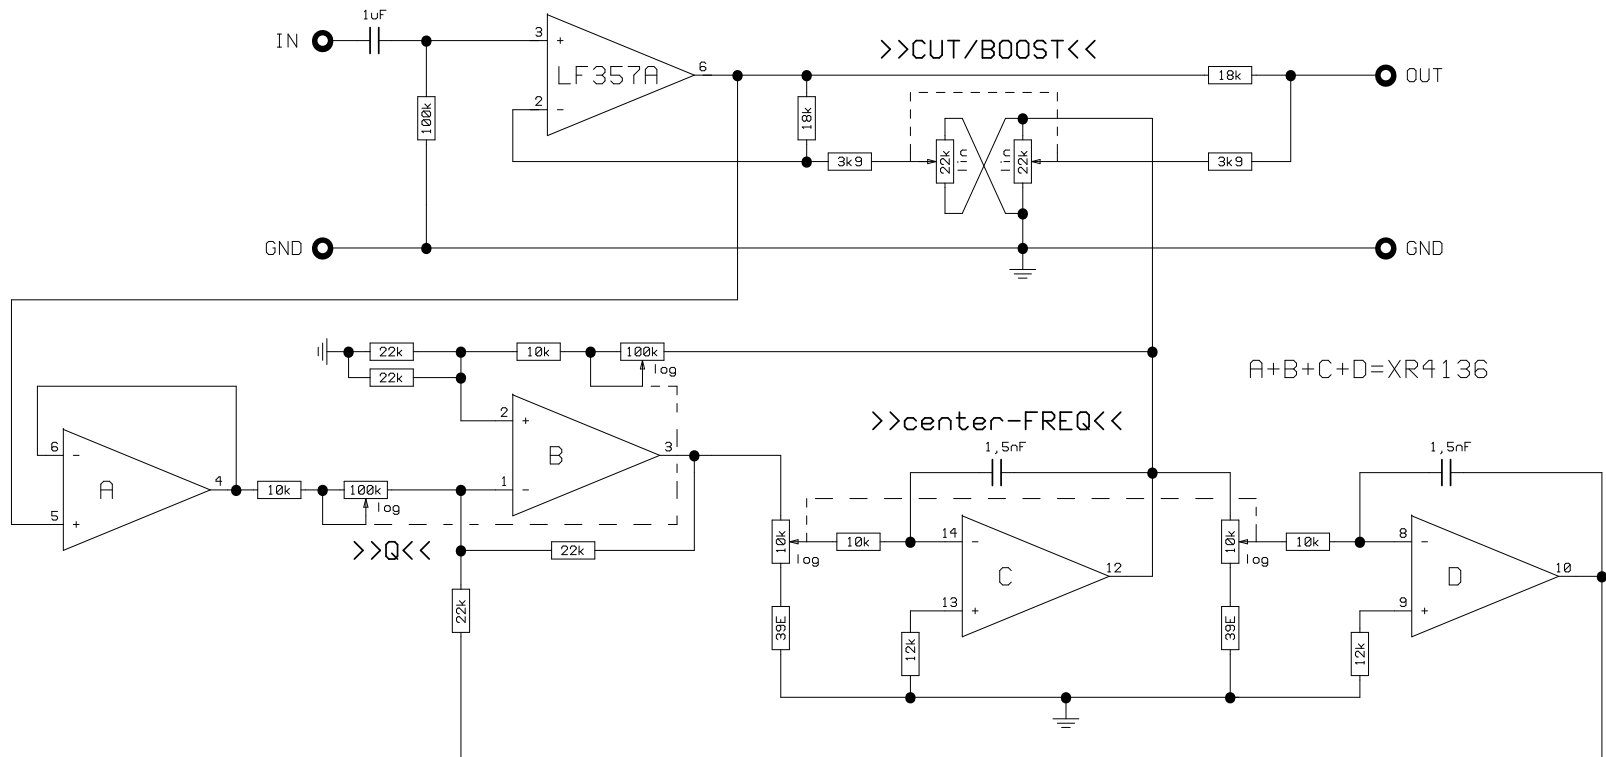 1uF
IN
3
+
LF357A
6
>>CUT/BOOST<<
18k
OUT
100k
2
-
18k
3k9
22k
lin
lin
22k
3k9
GND
GND
22k
10k
100k
log
22k
A+B+C+D=XR4136
>>center-FREQ<<
2
+
B
3
1,5nF
1,5nF
6
-
A
4
10k
100k
log
1
-
5
+
>>Q<<
22k
10k
log
10k
14
-
C
12
10k
log
10k
8
-
D
10
22k
39E
13
+
12k
39E
9
+
12k